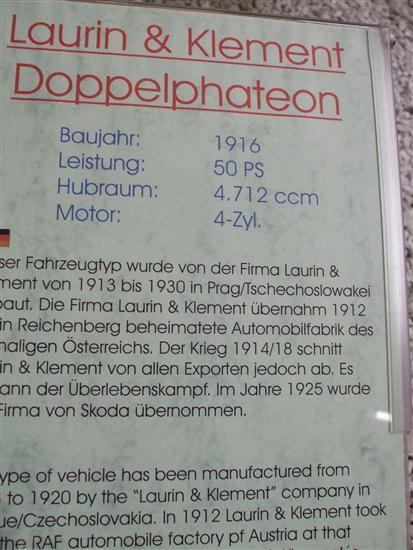 Laurin & Klement
Doppelphateon
Baujahr: 1916
Leistung: 50 PS
Hubraum: 4.712 ccm
Motor: 4-Zyl.
ser Fahrzeugtyp wurde von der Firma Laurin &
ment von 1913 bis 1930 in Prag/Tschechoslowakei
baut. Die Firma Laurin & Klement übernahm 1912
in Reichenberg beheimatete Automobilfabrik des
maligen Österreichs. Der Krieg 1914/18 schnitt
in & Klement von allen Exporten jedoch ab. Es
ann der Überlebenskampf. Im Jahre 1925 wurde
Firma von Skoda übernommen.
ype of vehicle has been manufactured from
to 1920 by the "Laurin & Klement" company in
ue/Czechoslovakia. In 1912 Laurin & Klement took
the RAF automobile factory pf Austria at that